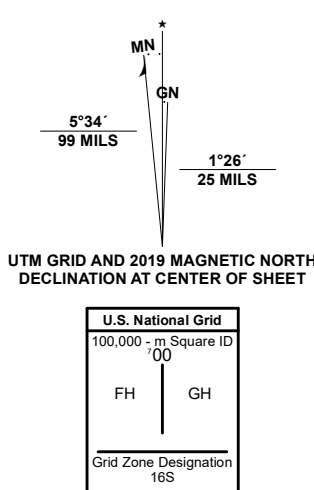 ★
MN
GN
5°34´
99 MILS
1°26´
25 MILS
UTM GRID AND 2019 MAGNETIC NORTH
DECLINATION AT CENTER OF SHEET
U.S. National Grid
100,000 - m Square ID
⁷00
FH GH
Grid Zone Designation
16S